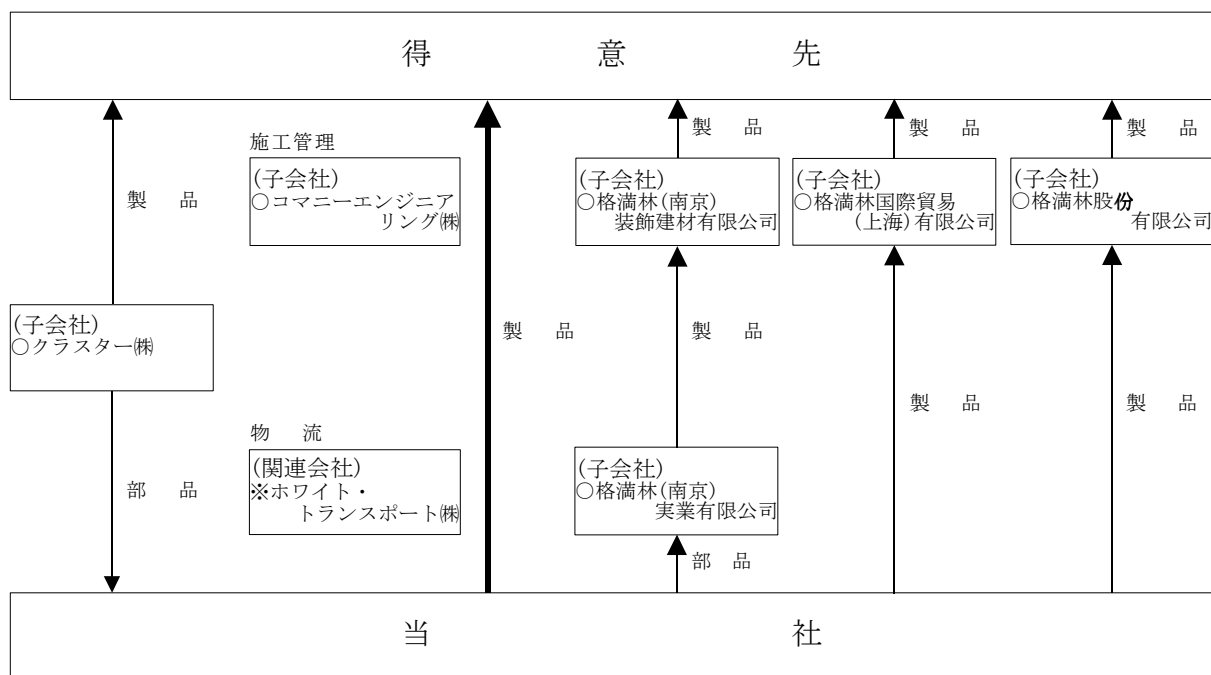 得 意 先
製 品
製 品
製 品
施工管理
(子会社)
○コマニーエンジニア
リング㈱
(子会社)
○格満林(南京)
装飾建材有限公司
(子会社)
○格満林国際貿易
(上海)有限公司
(子会社)
○格満林股份
有限公司
製 品
(子会社)
○クラスター㈱
製 品
製 品
製 品
製 品
物 流
(関連会社)
※ホワイト・
トランスポート㈱
(子会社)
○格満林(南京)
実業有限公司
部 品
部 品
当 社